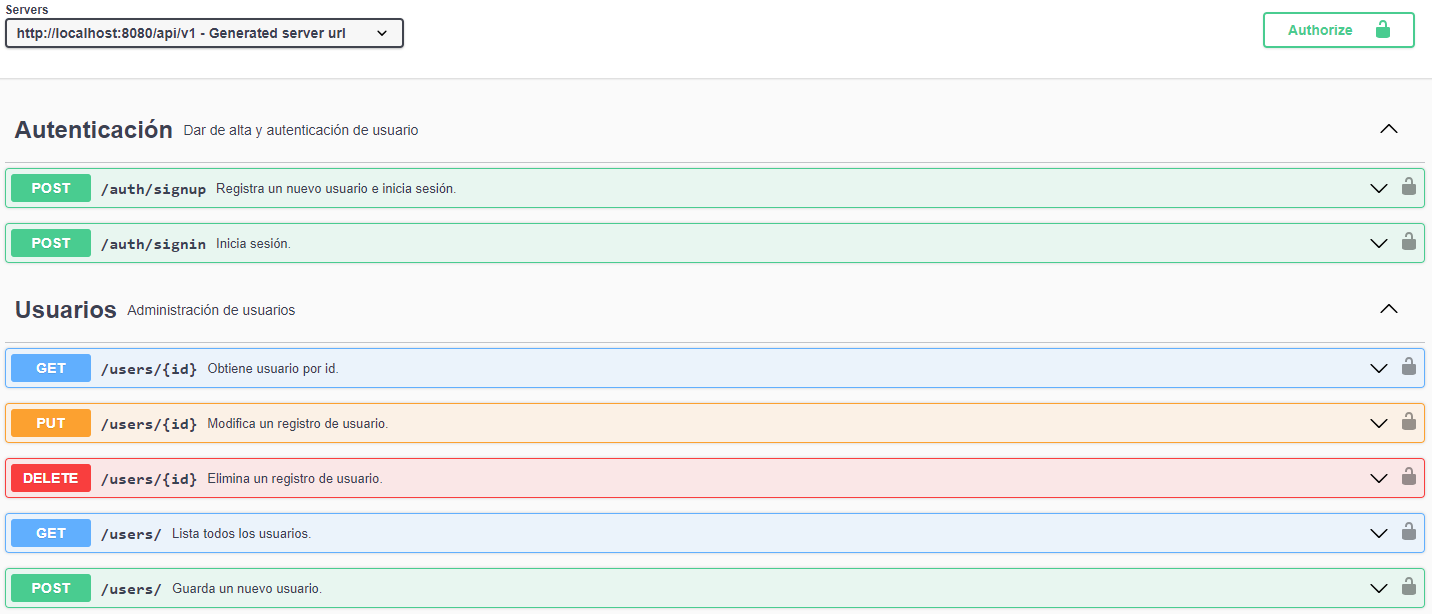 Servers
http://localhost:8080/api/v1 - Generated server url
Authorize
Autenticación Dar de alta y autenticación de usuario
POST /auth/signup Registra un nuevo usuario e inicia sesión.
POST /auth/signin Inicia sesión.
Usuarios Administración de usuarios
GET /users/{id} Obtiene usuario por id.
PUT /users/{id} Modifica un registro de usuario.
DELETE /users/{id} Elimina un registro de usuario.
GET /users/ Lista todos los usuarios.
POST /users/ Guarda un nuevo usuario.